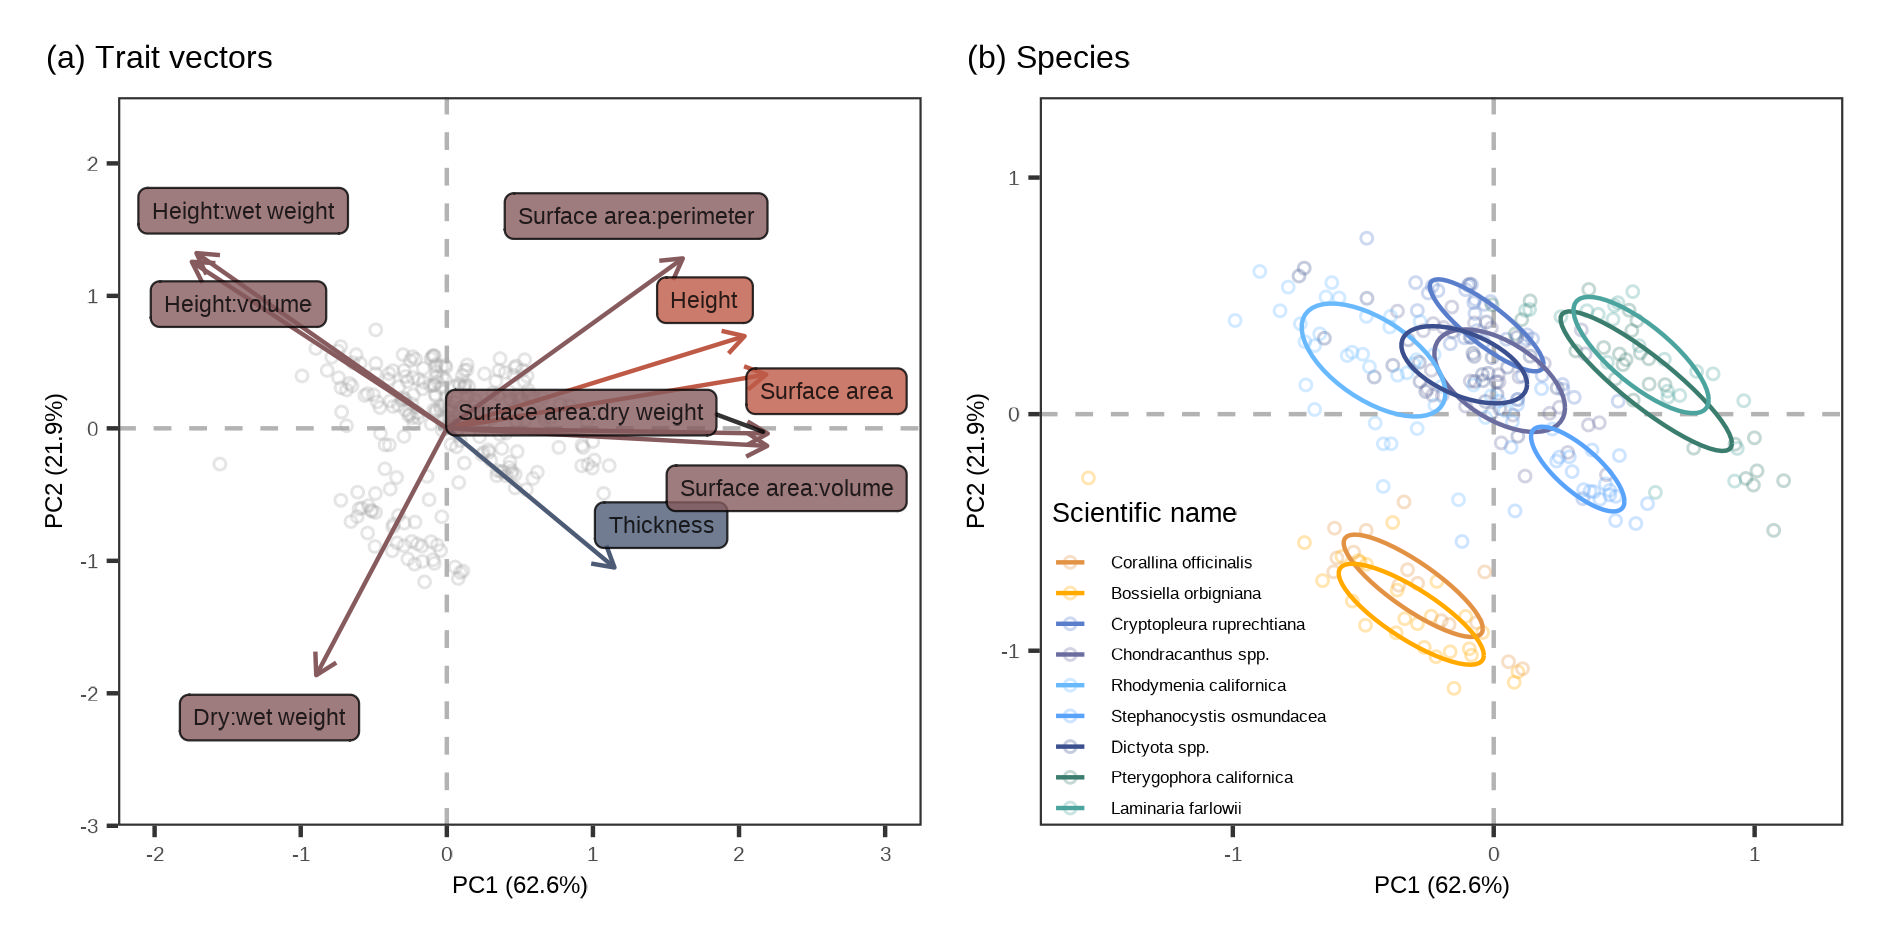 (a) Trait vectors
(b) Species
Height:wet weight
Surface area:perimeter
Height
Height:volume
Surface area
Surface area:dry weight
Surface area:volume
Thickness
Dry:wet weight
2
1
0
-1
-2
-3
-2
-1
0
1
2
3
PC1 (62.6%)
PC2 (21.9%)
1
0
-1
-1
0
1
PC1 (62.6%)
PC2 (21.9%)
Scientific name
Corallina officinalis
Bossiella orbigniana
Cryptopleura ruprechtiana
Chondracanthus spp.
Rhodymenia californica
Stephanocystis osmundacea
Dictyota spp.
Pterygophora californica
Laminaria farlowii